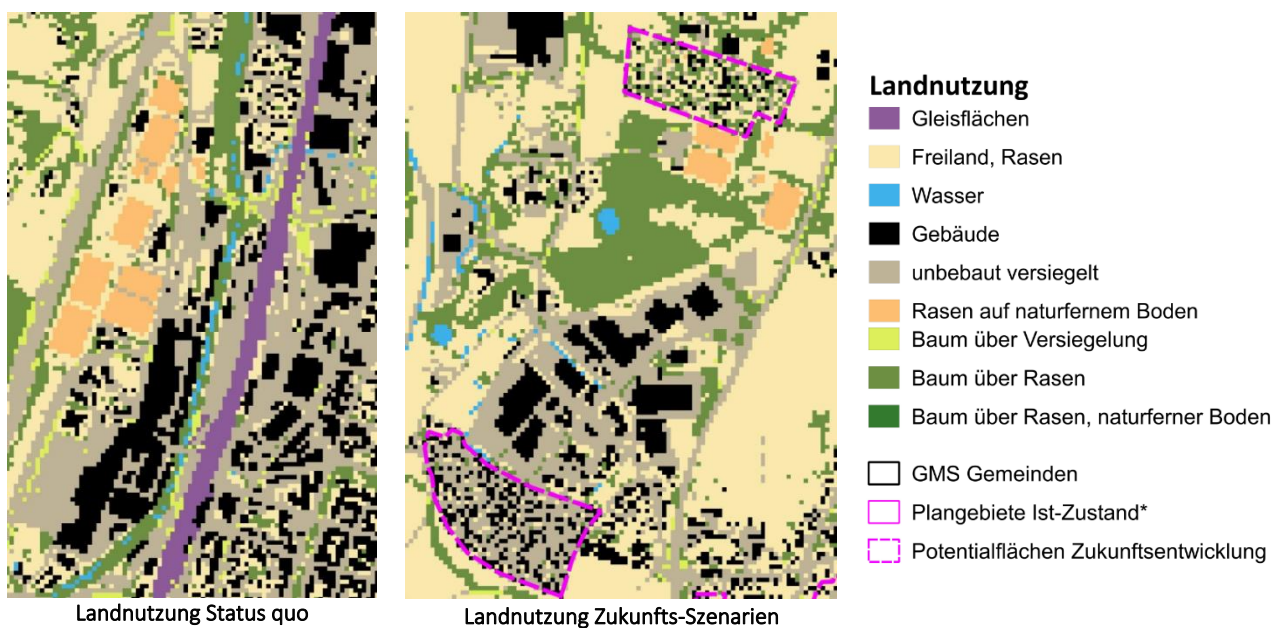 Landnutzung
Gleisflächen
Freiland, Rasen
Wasser
Gebäude
unbebaut versiegelt
Rasen auf naturfernem Boden
Baum über Versiegelung
Baum über Rasen
Baum über Rasen, naturferner Boden
GMS Gemeinden
Plangebiete Ist-Zustand*
Potentialflächen Zukunftsentwicklung
Landnutzung Status quo
Landnutzung Zukunfts-Szenarien